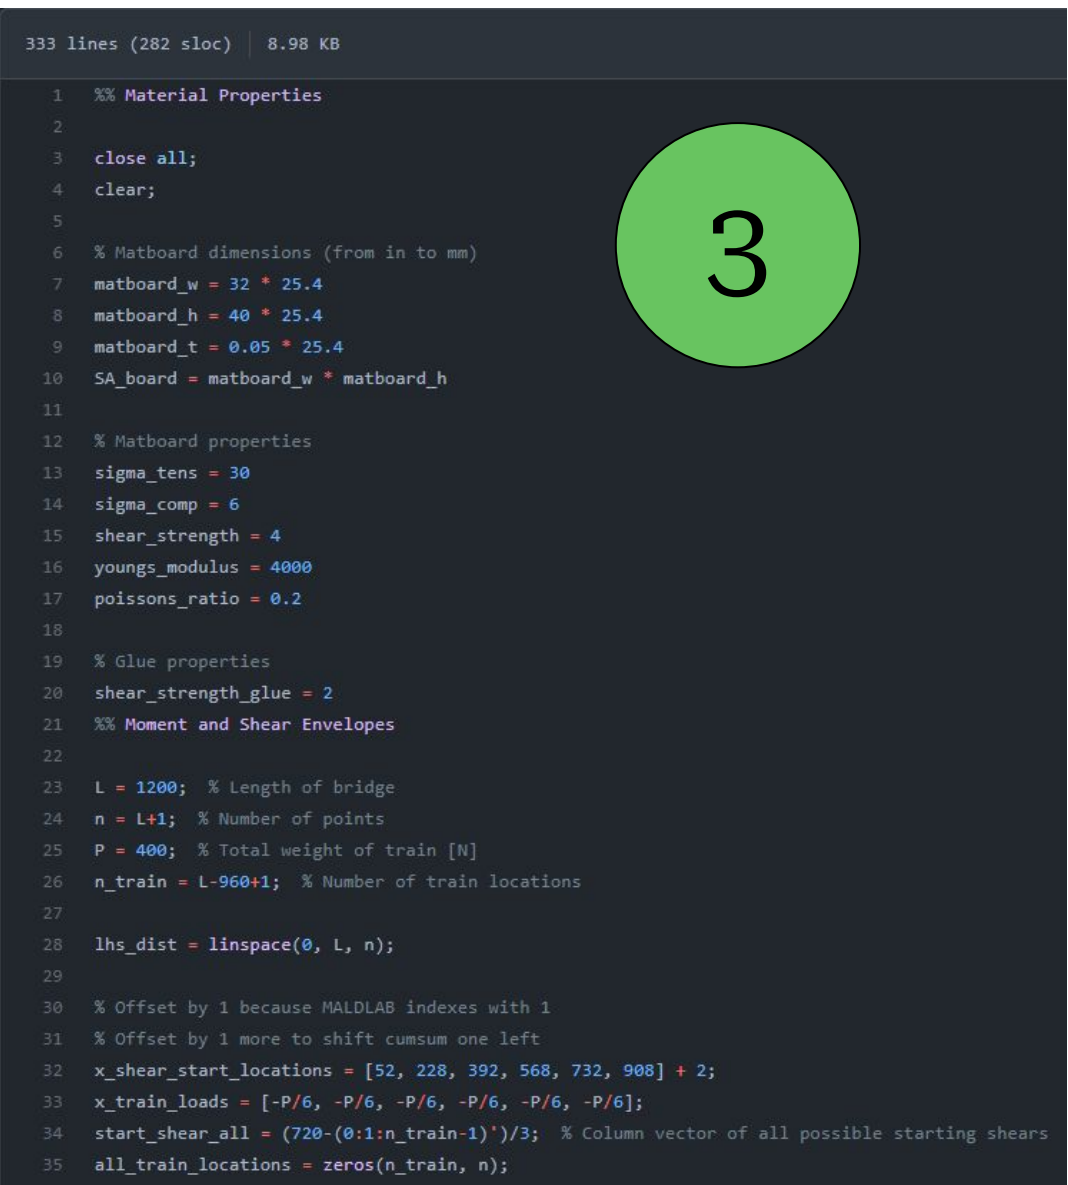 333 lines (282 sloc) | 8.98 KB
3
1 %% Material Properties
2
3 close all;
4 clear;
5
6 % Matboard dimensions (from in to mm)
7 matboard_w = 32 * 25.4
8 matboard_h = 40 * 25.4
9 matboard_t = 0.05 * 25.4
10 SA_board = matboard_w * matboard_h
11
12 % Matboard properties
13 sigma_tens = 30
14 sigma_comp = 6
15 shear_strength = 4
16 youngs_modulus = 4000
17 poissons_ratio = 0.2
18
19 % Glue properties
20 shear_strength_glue = 2
21 %% Moment and Shear Envelopes
22
23 L = 1200; % Length of bridge
24 n = L+1; % Number of points
25 P = 400; % Total weight of train [N]
26 n_train = L-960+1; % Number of train locations
27
28 lhs_dist = linspace(0, L, n);
29
30 % Offset by 1 because MALDLAB indexes with 1
31 % Offset by 1 more to shift cumsum one left
32 x_shear_start_locations = [52, 228, 392, 568, 732, 908] + 2;
33 x_train_loads = [-P/6, -P/6, -P/6, -P/6, -P/6, -P/6];
34 start_shear_all = (720-(0:1:n_train-1)')/3; % Column vector of all possible starting shears
35 all_train_locations = zeros(n_train, n);